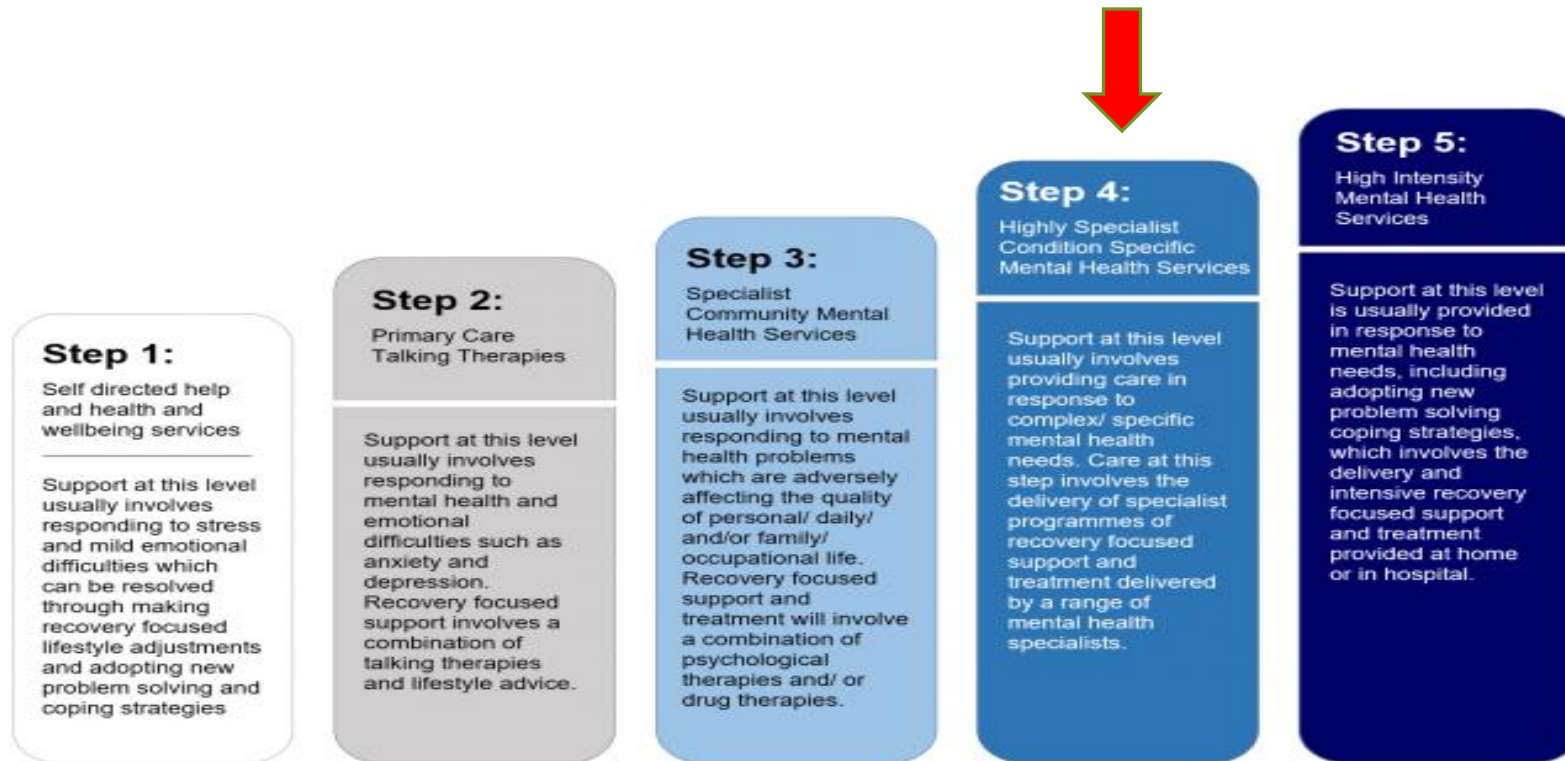 Step 1:
Self directed help
and health and
wellbeing services
Support at this level
usually involves
responding to stress
and mild emotional
difficulties which
can be resolved
through making
recovery focused
lifestyle adjustments
and adopting new
problem solving and
coping strategies
Step 2:
Primary Care
Talking Therapies
Support at this level
usually involves
responding to
mental health and
emotional
difficulties such as
anxiety and
depression.
Recovery focused
support involves a
combination of
talking therapies
and lifestyle advice.
Step 3:
Specialist
Community Mental
Health Services
Support at this level
usually involves
responding to mental
health problems
which are adversely
affecting the quality
of personal/ daily/
and/or family/
occupational life.
Recovery focused
support and
treatment will involve
a combination of
psychological
therapies and/ or
drug therapies.
Step 4:
Highly Specialist
Condition Specific
Mental Health Services
Support at this level
usually involves
providing care in
response to
complex/ specific
mental health
needs. Care at this
step involves the
delivery of specialist
programmes of
recovery focused
support and
treatment delivered
by a range of
mental health
specialists.
Step 5:
High Intensity
Mental Health
Services
Support at this level
is usually provided
in response to
mental health
needs, including
adopting new
problem solving
coping strategies,
which involves the
delivery and
intensive recovery
focused support
and treatment
provided at home
or in hospital.